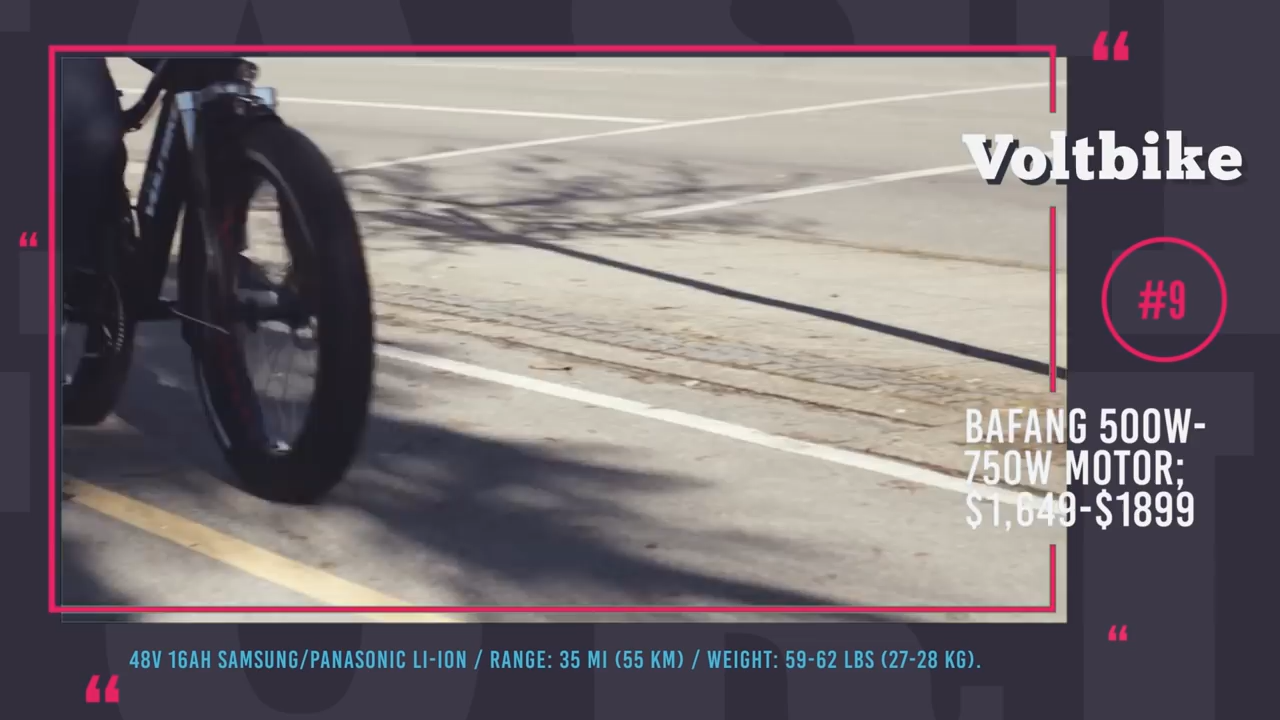 Voltbike
#9
BAFANG 500W-
750W MOTOR;
$1,649-$1899
48V 16AH SAMSUNG/PANASONIC LI-ION / RANGE: 35 MI (55 KM) / WEIGHT: 59-62 LBS (27-28 KG).